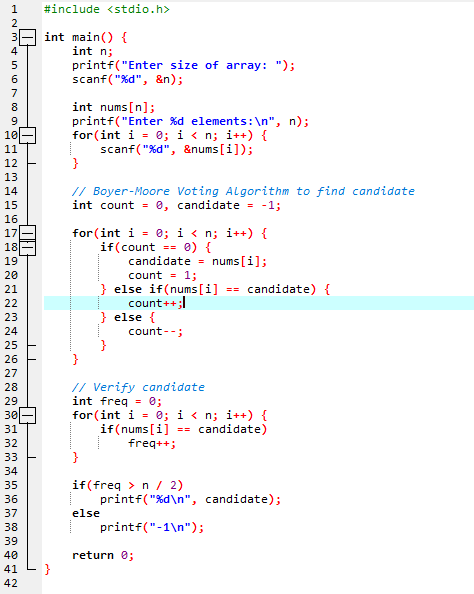 1 #include <stdio.h>
2
3 int main() {
4 int n;
5 printf("Enter size of array: ");
6 scanf("%d", &n);
7
8 int nums[n];
9 printf("Enter %d elements:\n", n);
10 for(int i = 0; i < n; i++) {
11 scanf("%d", &nums[i]);
12 }
13
14 // Boyer-Moore Voting Algorithm to find candidate
15 int count = 0, candidate = -1;
16
17 for(int i = 0; i < n; i++) {
18 if(count == 0) {
19 candidate = nums[i];
20 count = 1;
21 } else if(nums[i] == candidate) {
22 count++;
23 } else {
24 count--;
25 }
26 }
27
28 // Verify candidate
29 int freq = 0;
30 for(int i = 0; i < n; i++) {
31 if(nums[i] == candidate)
32 freq++;
33 }
34
35 if(freq > n / 2)
36 printf("%d\n", candidate);
37 else
38 printf("-1\n");
39
40 return 0;
41 }
42